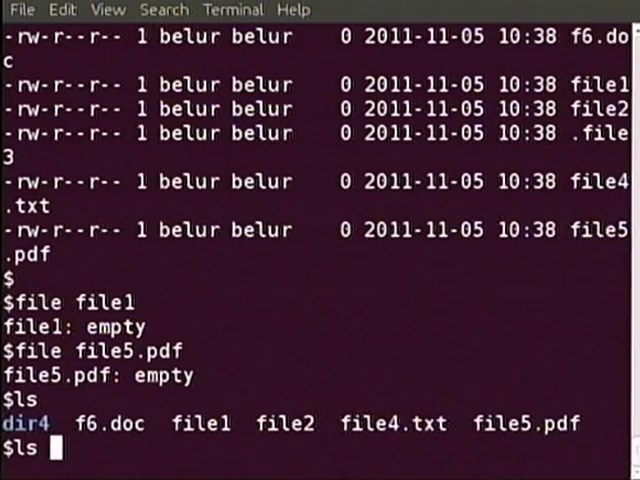 File Edit View Search Terminal Help
-rw-r--r-- 1 belur belur    0 2011-11-05 10:38 f6.do
c
-rw-r--r-- 1 belur belur    0 2011-11-05 10:38 file1
-rw-r--r-- 1 belur belur    0 2011-11-05 10:38 file2
-rw-r--r-- 1 belur belur    0 2011-11-05 10:38 .file
3
-rw-r--r-- 1 belur belur    0 2011-11-05 10:38 file4
.txt
-rw-r--r-- 1 belur belur    0 2011-11-05 10:38 file5
.pdf
$
$file file1
file1: empty
$file file5.pdf
file5.pdf: empty
$ls
dir4  f6.doc  file1  file2  file4.txt  file5.pdf
$ls